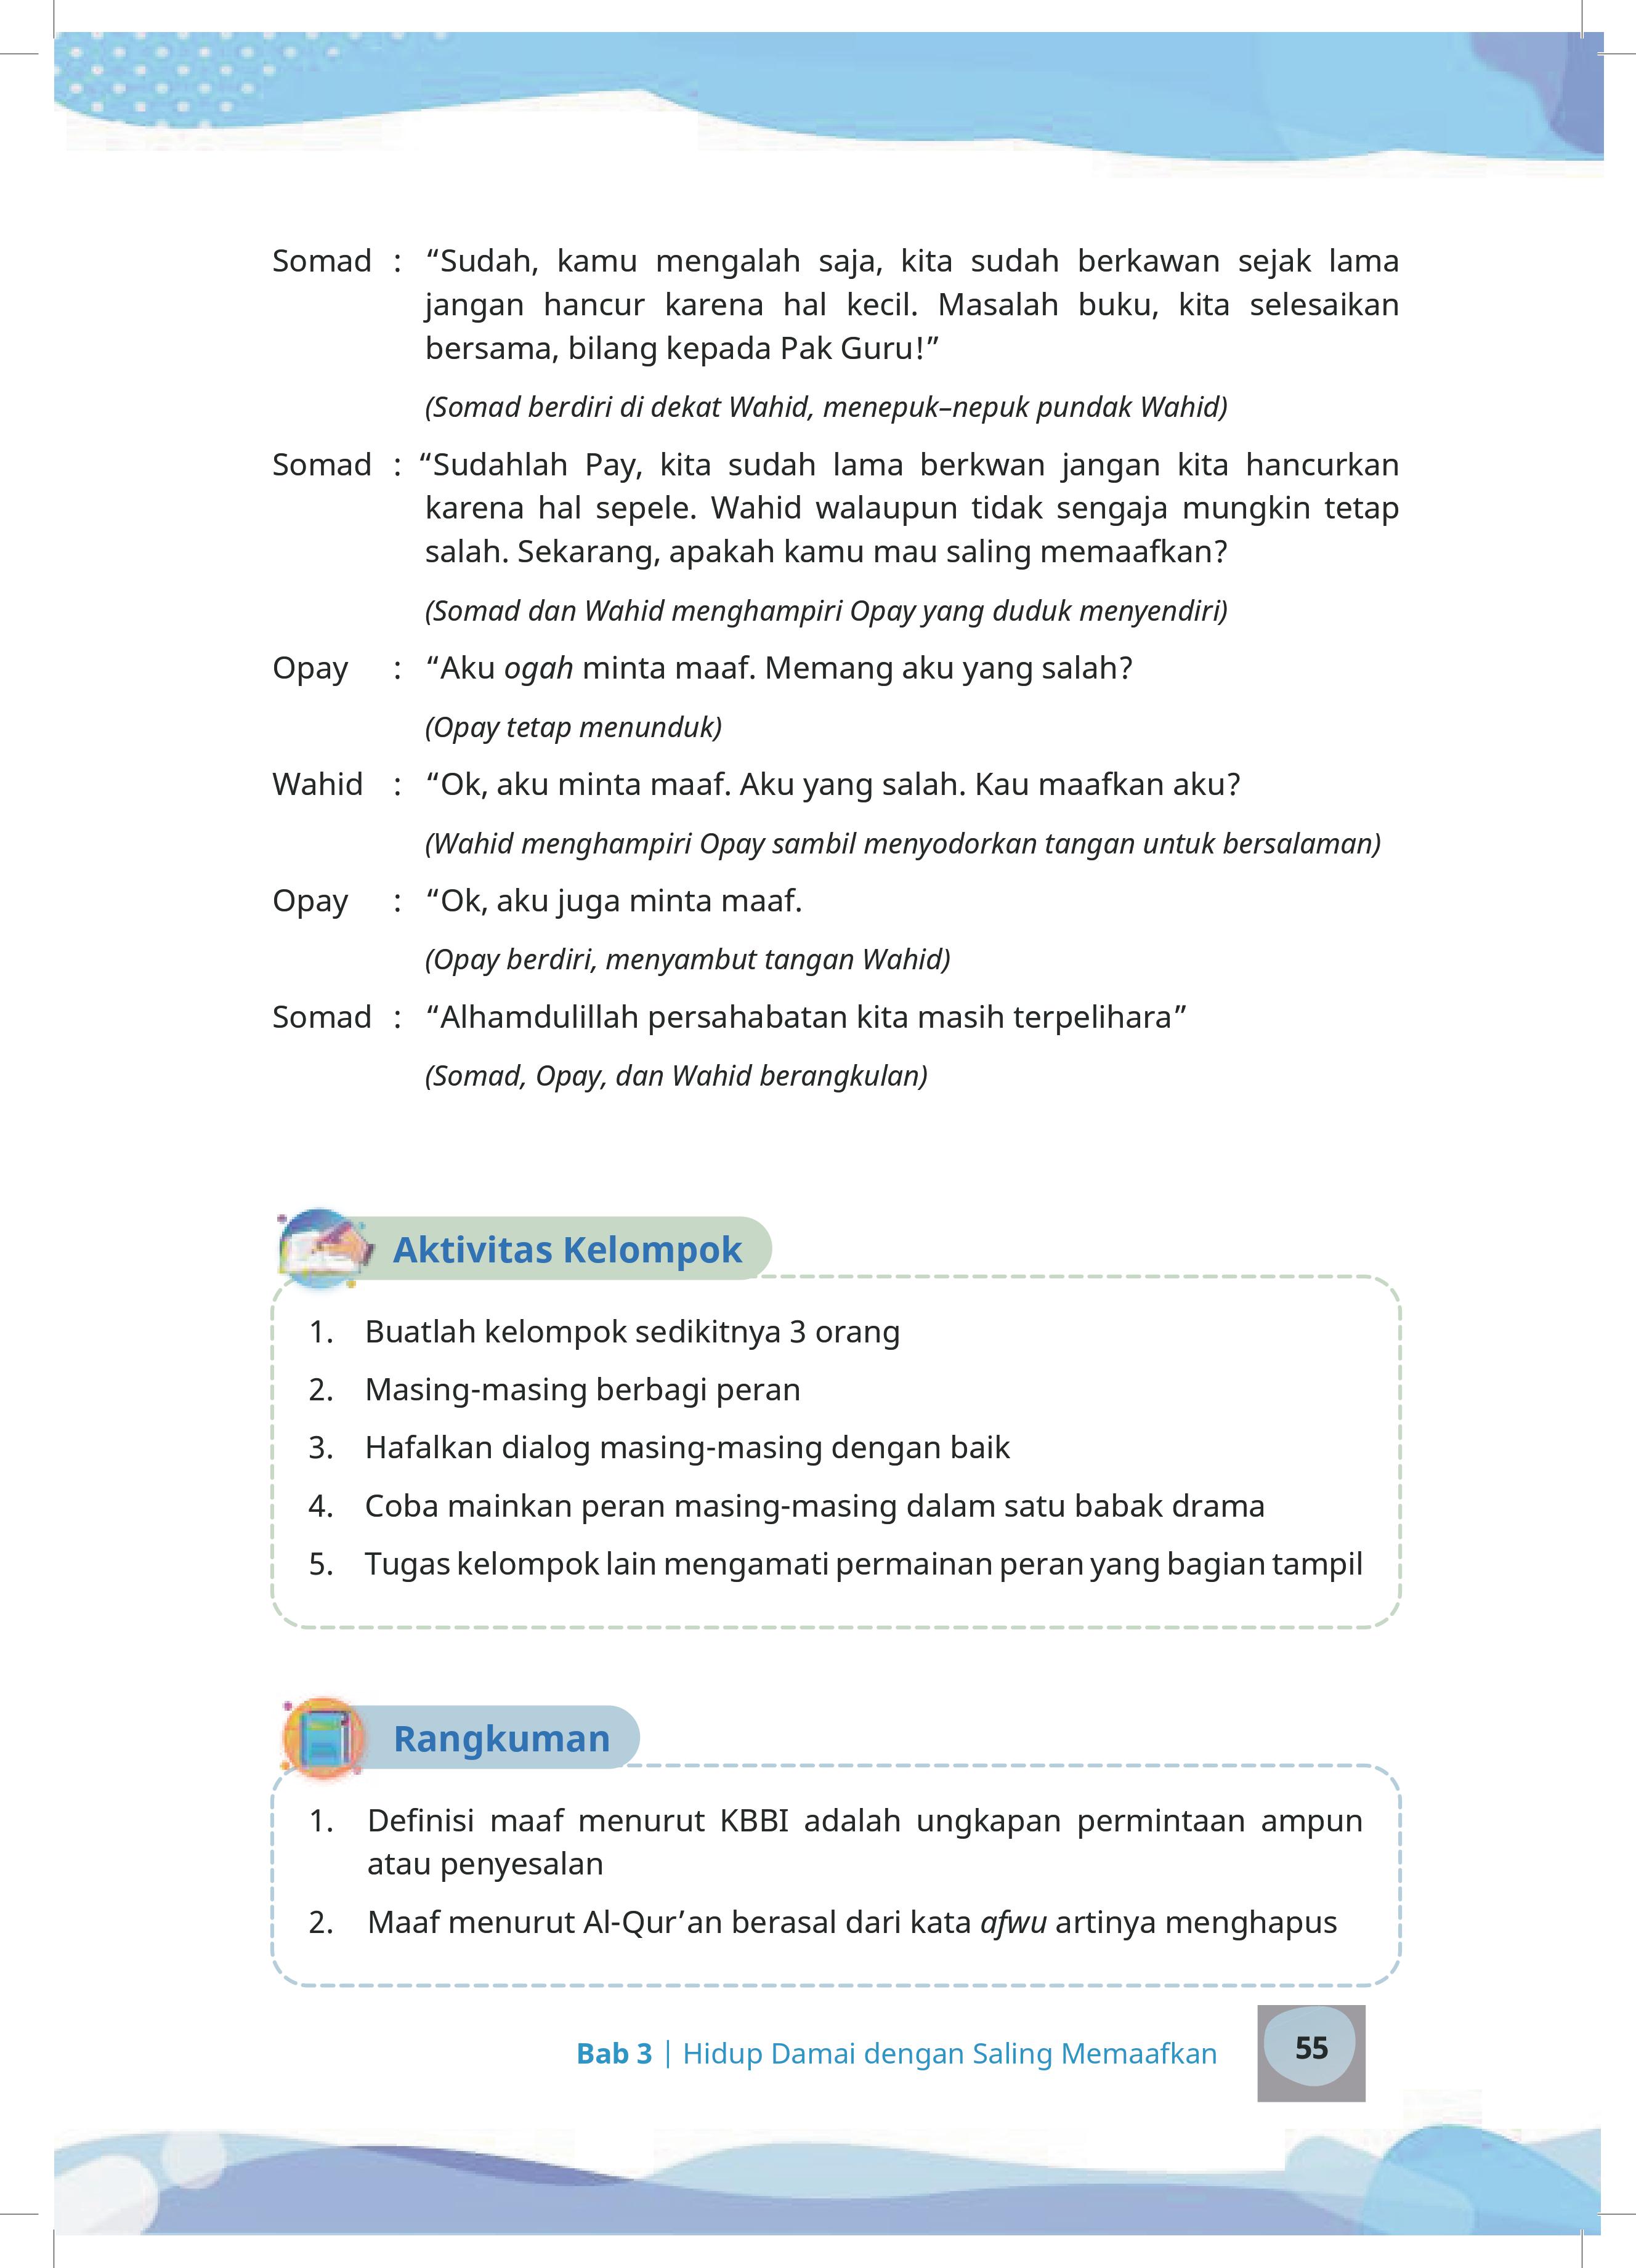 Somad : “Sudah, kamu mengalah saja, kita sudah berkawan sejak lama
jangan hancur karena hal kecil. Masalah buku, kita selesaikan
bersama, bilang kepada Pak Guru!”
(Somad berdiri di dekat Wahid, menepuk–nepuk pundak Wahid)
Somad : “Sudahlah Pay, kita sudah lama berkwan jangan kita hancurkan
karena hal sepele. Wahid walaupun tidak sengaja mungkin tetap
salah. Sekarang, apakah kamu mau saling memaafkan?
(Somad dan Wahid menghampiri Opay yang duduk menyendiri)
Opay : “Aku ogah minta maaf. Memang aku yang salah?
(Opay tetap menunduk)
Wahid : “Ok, aku minta maaf. Aku yang salah. Kau maafkan aku?
(Wahid menghampiri Opay sambil menyodorkan tangan untuk bersalaman)
Opay : “Ok, aku juga minta maaf.
(Opay berdiri, menyambut tangan Wahid)
Somad : “Alhamdulillah persahabatan kita masih terpelihara”
(Somad, Opay, dan Wahid berangkulan)
Aktivitas Kelompok
1. Buatlah kelompok sedikitnya 3 orang
2. Masing-masing berbagi peran
3. Hafalkan dialog masing-masing dengan baik
4. Coba mainkan peran masing-masing dalam satu babak drama
5. Tugas kelompok lain mengamati permainan peran yang bagian tampil
Rangkuman
1. Definisi maaf menurut KBBI adalah ungkapan permintaan ampun
atau penyesalan
2. Maaf menurut Al-Qur’an berasal dari kata afwu artinya menghapus
Bab 3 | Hidup Damai dengan Saling Memaafkan
55